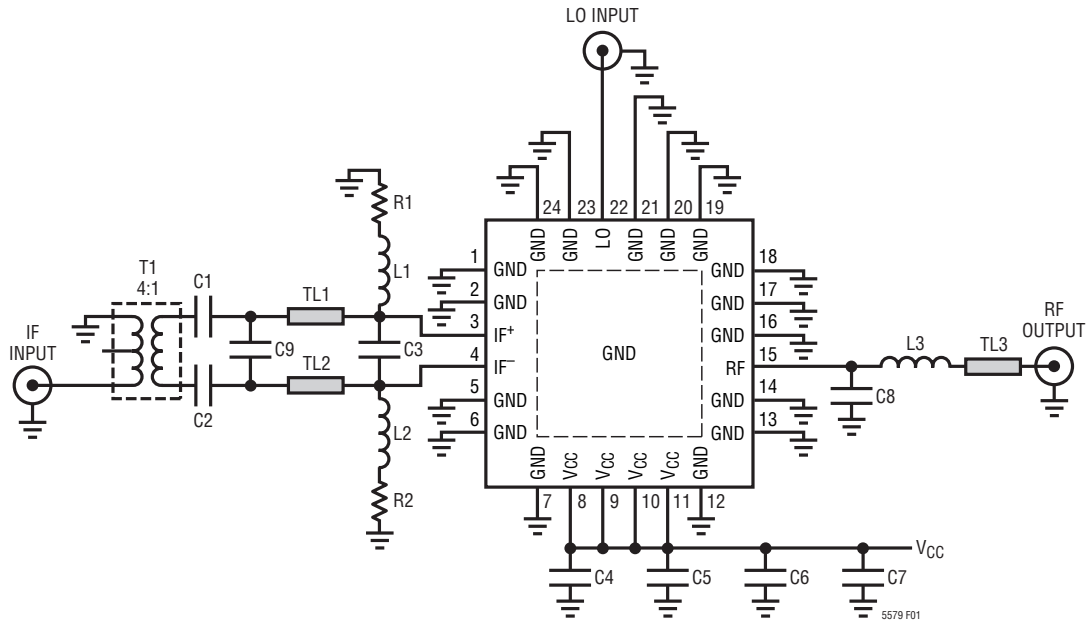 LO INPUT
24
23
22
21
20
19
GND
GND
LO
GND
GND
GND
R1
L1
T1
4:1
C1
TL1
C9
C3
TL2
C2
L2
R2
IF
INPUT
1
GND
2
GND
3
IF+
4
IF−
5
GND
6
GND
GND
18
GND
17
GND
16
GND
15
RF
14
GND
13
GND
L3
TL3
C8
RF
OUTPUT
GND
VCC
VCC
VCC
VCC
GND
7
8
9
10
11
12
VCC
C4
C5
C6
C7
5579 F01